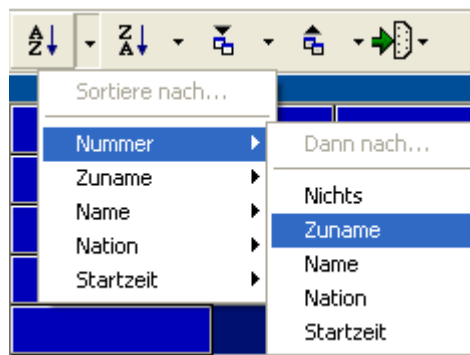 A
Z
Z
A
Sortiere nach...
Nummer
Zuname
Name
Nation
Startzeit
Dann nach...
Nichts
Zuname
Name
Nation
Startzeit